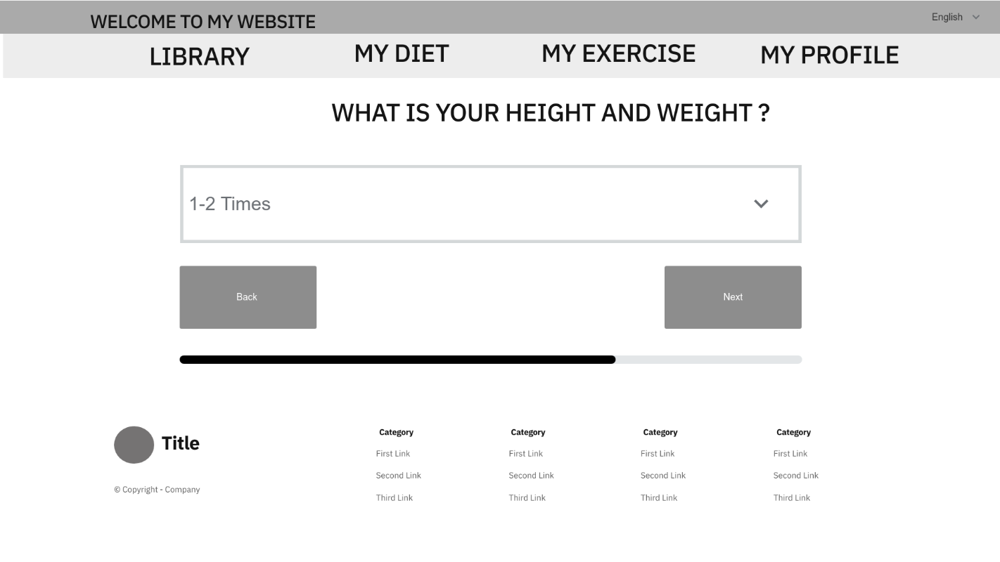 WELCOME TO MY WEBSITE
English
LIBRARY
MY DIET
MY EXERCISE
MY PROFILE
WHAT IS YOUR HEIGHT AND WEIGHT ?
1-2 Times
Back
Next
Title
© Copyright - Company
Category
First Link
Second Link
Third Link
Category
First Link
Second Link
Third Link
Category
First Link
Second Link
Third Link
Category
First Link
Second Link
Third Link